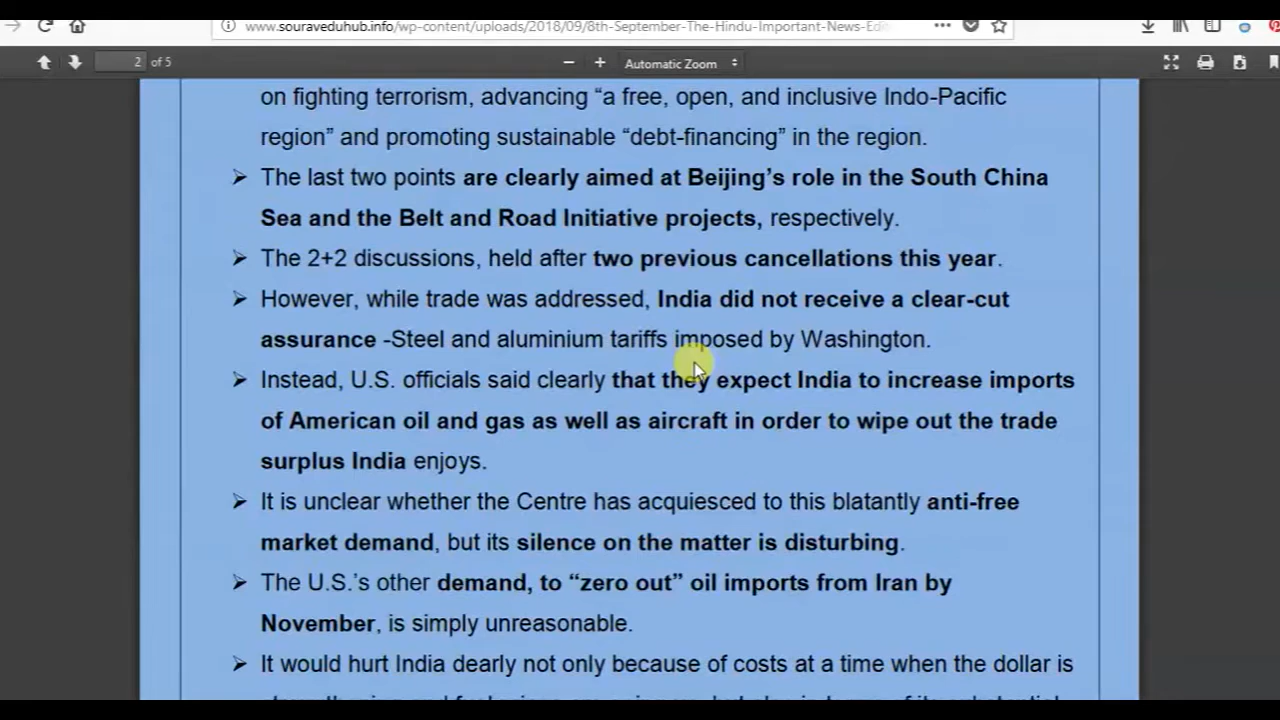 www.souraveduhub.info/wp-content/uploads/2018/09/8th-September-The-Hindu-Important-News-Edi
2 of 5
Automatic Zoom
on fighting terrorism, advancing “a free, open, and inclusive Indo-Pacific
region” and promoting sustainable “debt-financing” in the region.
➢ The last two points are clearly aimed at Beijing’s role in the South China
Sea and the Belt and Road Initiative projects, respectively.
➢ The 2+2 discussions, held after two previous cancellations this year.
➢ However, while trade was addressed, India did not receive a clear-cut
assurance -Steel and aluminium tariffs imposed by Washington.
➢ Instead, U.S. officials said clearly that they expect India to increase imports
of American oil and gas as well as aircraft in order to wipe out the trade
surplus India enjoys.
➢ It is unclear whether the Centre has acquiesced to this blatantly anti-free
market demand, but its silence on the matter is disturbing.
➢ The U.S.’s other demand, to “zero out” oil imports from Iran by
November, is simply unreasonable.
➢ It would hurt India dearly not only because of costs at a time when the dollar is